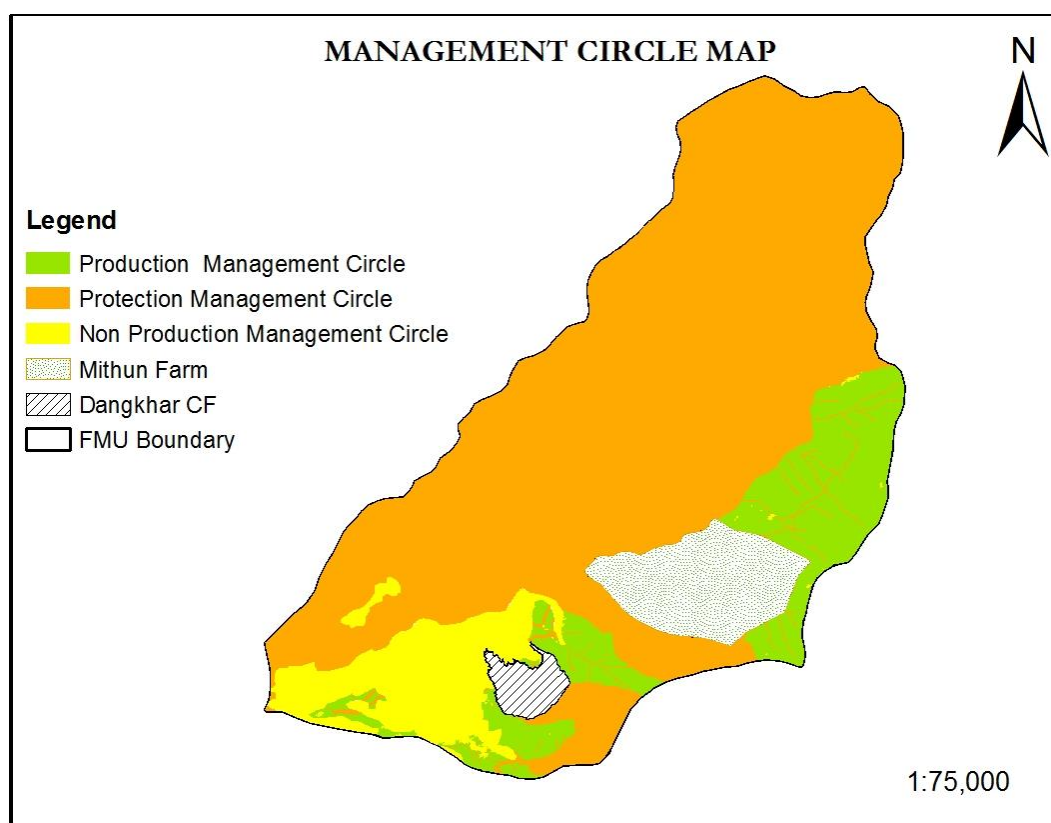 MANAGEMENT CIRCLE MAP
N
Legend
Production Management Circle
Protection Management Circle
Non Production Management Circle
Mithun Farm
Dangkhar CF
FMU Boundary
1:75,000